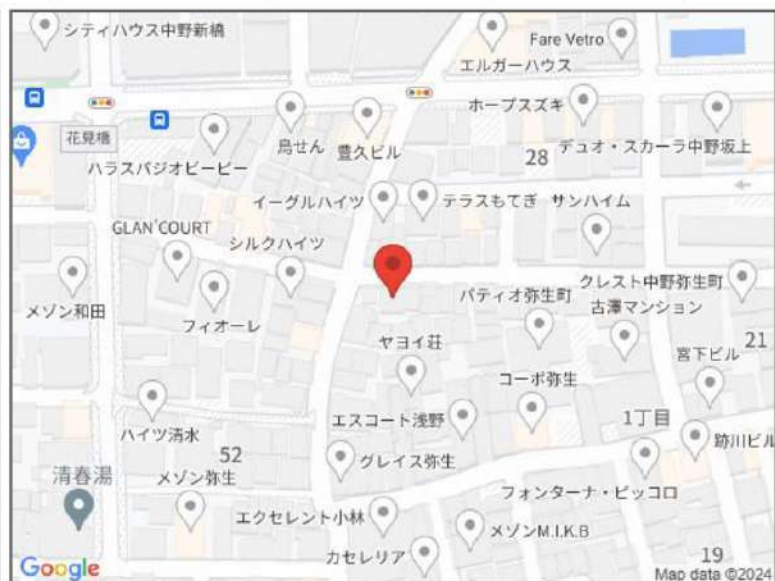 シティハウス中野新橋
Fare Vetro
エルガーハウス
花見橋
鳥せん
豊久ビル
ホープスズキ
ハラスパジオビービー
28
デュオ・スカーラ中野坂上
イーグルハイツ
テラスもてぎ
サンハイム
GLAN'COURT
シルクハイツ
メゾン和田
フィオーレ
パティオ弥生町
クレスト中野弥生町
古澤マンション
21
ヤヨイ荘
コーポ弥生
宮下ビル
ハイツ清水
エスコート浅野
1丁目
跡川ビル
52
グレイス弥生
清春湯
メゾン弥生
フォンターナ・ピッコロ
エクセレント小林
メゾンM.I.K.B
カセレリア
19
Google
Map data ©2024